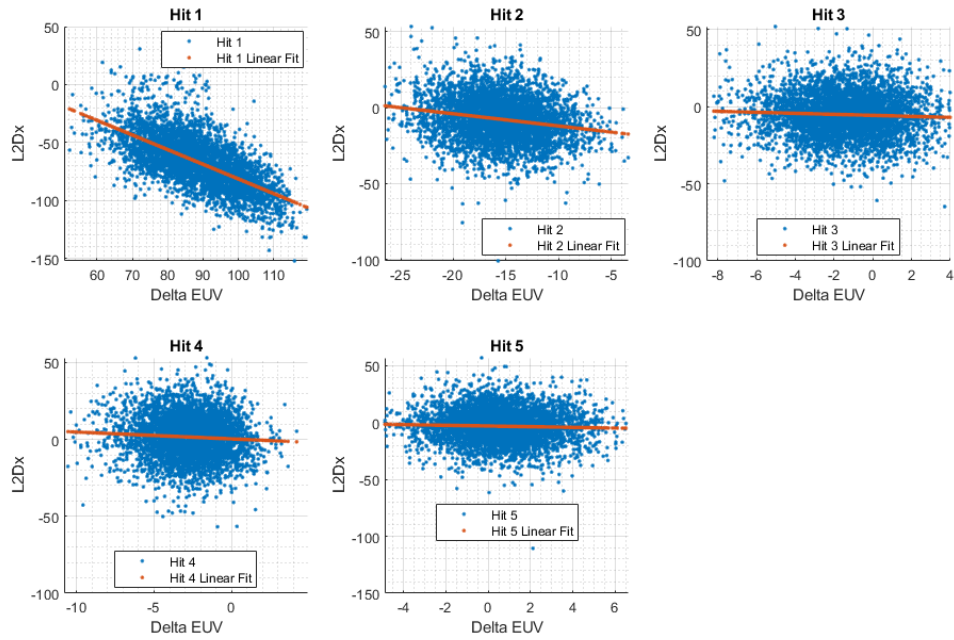 Hit 1
50
0
-50
-100
-150
L2Dx
60 70 80 90 100 110
Delta EUV
Hit 1
Hit 1 Linear Fit
Hit 2
50
0
-50
-100
L2Dx
-25 -20 -15 -10 -5
Delta EUV
Hit 2
Hit 2 Linear Fit
Hit 3
50
0
-50
-100
L2Dx
-8 -6 -4 -2 0 2 4
Delta EUV
Hit 3
Hit 3 Linear Fit
Hit 4
50
0
-50
-100
L2Dx
-10 -5 0
Delta EUV
Hit 4
Hit 4 Linear Fit
Hit 5
50
0
-50
-100
-150
L2Dx
-4 -2 0 2 4 6
Delta EUV
Hit 5
Hit 5 Linear Fit